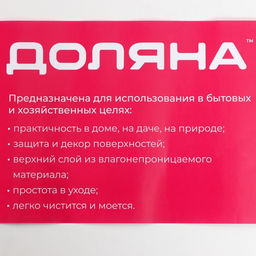 ДОЛЯНА™
Предназначена для использования в бытовых
и хозяйственных целях:
• практичность в доме, на даче, на природе;
• защита и декор поверхностей;
• верхний слой из влагонепроницаемого
материала;
• простота в уходе;
• легко чистится и моется.